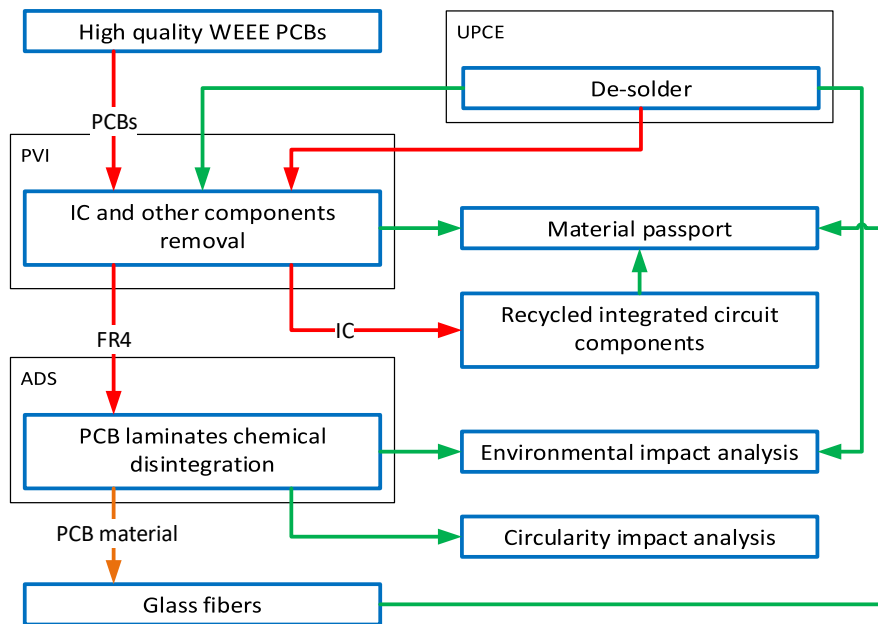 High quality WEEE PCBs
UPCE
De-solder
PCBs
PVI
IC and other components
removal
Material passport
Recycled integrated circuit
components
IC
FR4
ADS
PCB laminates chemical
disintegration
Environmental impact analysis
PCB material
Circularity impact analysis
Glass fibers